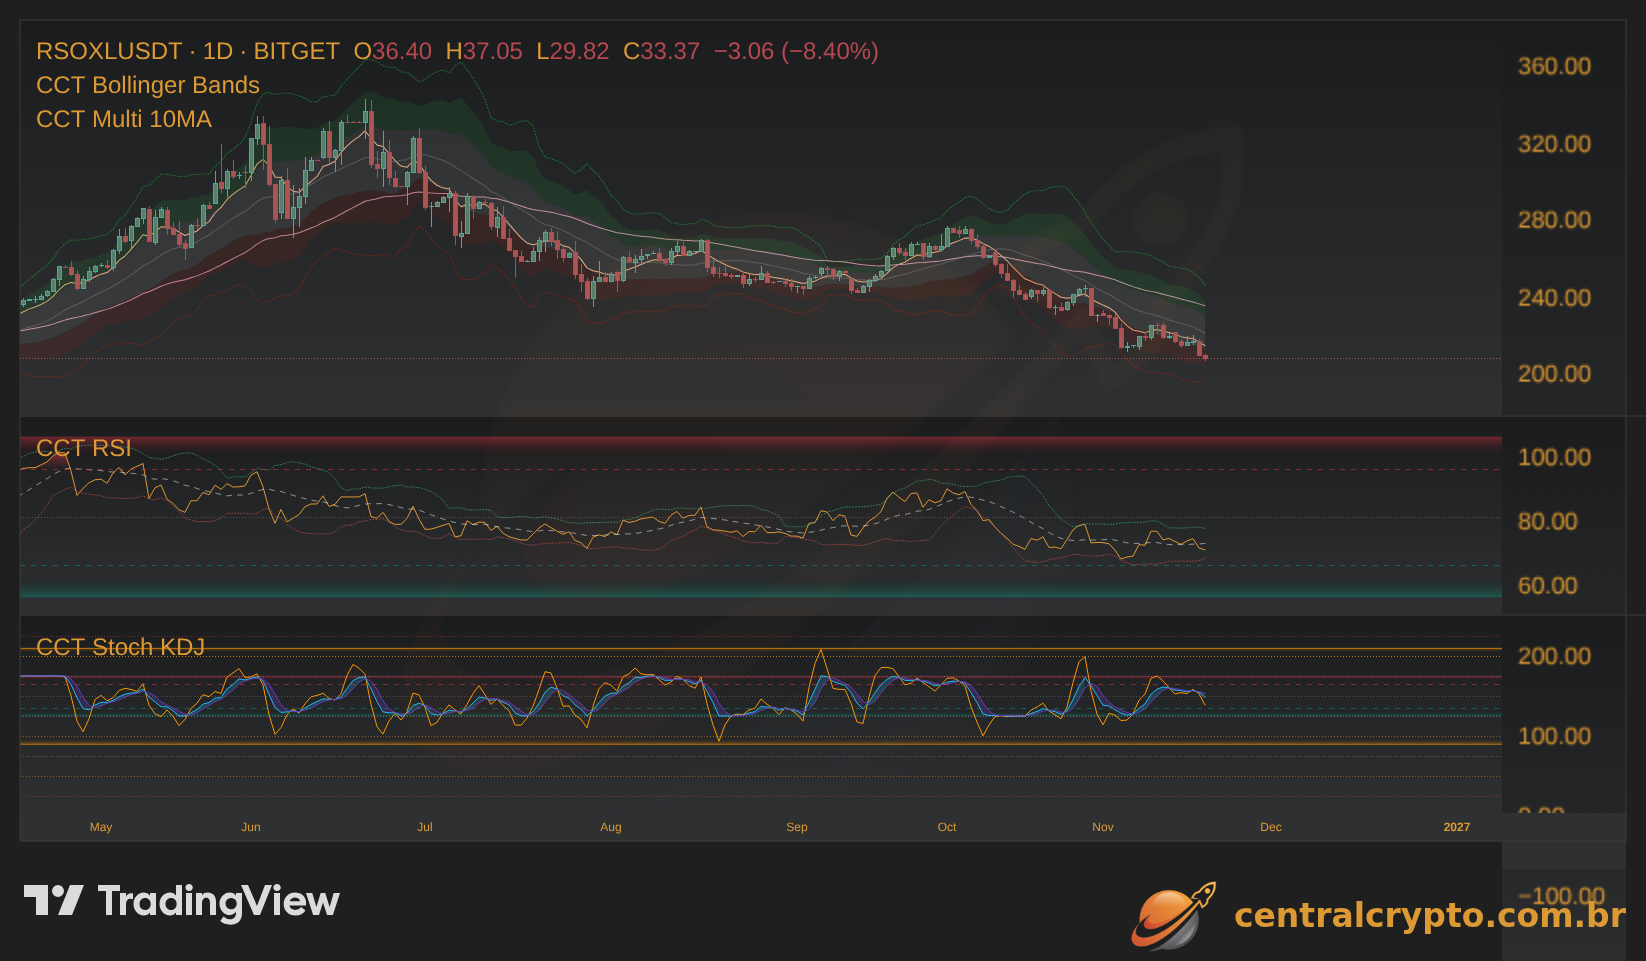 RSOXLUSDT · 1D · BITGET O36.40 H37.05 L29.82 C33.37 −3.06 (−8.40%)
CCT Bollinger Bands
CCT Multi 10MA
360.00
320.00
280.00
240.00
200.00
CCT RSI
100.00
80.00
60.00
CCT Stoch KDJ
200.00
100.00
May Jun Jul Aug Sep Oct Nov Dec 2027
−100.00
TradingView
centralcrypto.com.br